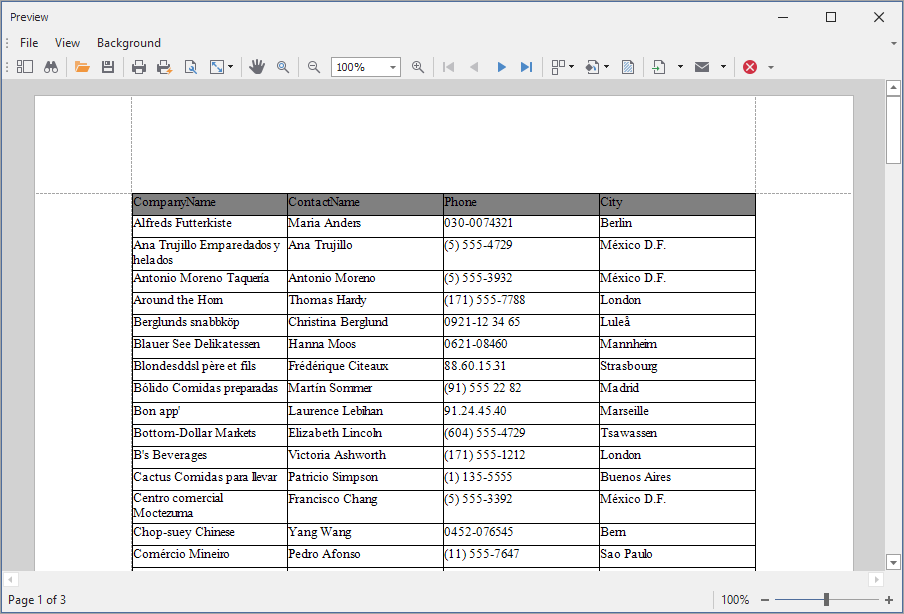 Preview
File View Background
100%
CompanyName ContactName Phone City
Alfreds Futterkiste Maria Anders 030-0074321 Berlin
Ana Trujillo Emparedados y Ana Trujillo (5) 555-4729 México D.F.
helados
Antonio Moreno Taquería Antonio Moreno (5) 555-3932 México D.F.
Around the Horn Thomas Hardy (171) 555-7788 London
Berglunds snabbköp Christina Berglund 0921-12 34 65 Luleå
Blauer See Delikatessen Hanna Moos 0621-08460 Mannheim
Blondesddsl père et fils Frédérique Citeaux 88.60.15.31 Strasbourg
Bólido Comidas preparadas Martín Sommer (91) 555 22 82 Madrid
Bon app' Laurence Lebihan 91.24.45.40 Marseille
Bottom-Dollar Markets Elizabeth Lincoln (604) 555-4729 Tsawassen
B's Beverages Victoria Ashworth (171) 555-1212 London
Cactus Comidas para llevar Patricio Simpson (1) 135-5555 Buenos Aires
Centro comercial Francisco Chang (5) 555-3392 México D.F.
Moctezuma
Chop-suey Chinese Yang Wang 0452-076545 Bern
Comércio Mineiro Pedro Afonso (11) 555-7647 Sao Paulo
Page 1 of 3 100%